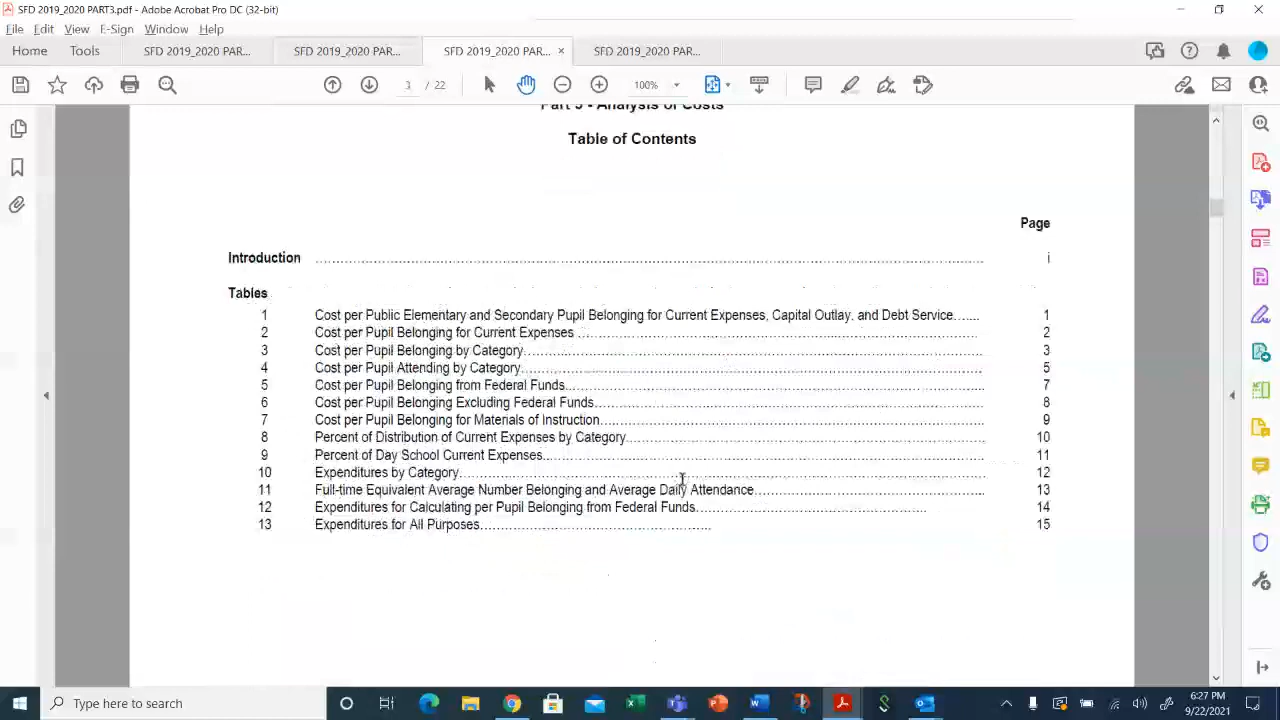 SFD 2019_2020 PART3.pdf - Adobe Acrobat Pro DC (32-bit)
File Edit View E-Sign Window Help
Home Tools SFD 2019_2020 PAR... SFD 2019_2020 PAR... SFD 2019_2020 PAR... × SFD 2019_2020 PAR...
3 / 22 100%
Part 3 - Analysis of Costs
Table of Contents
Page
Introduction ........ i
Tables
1 Cost per Public Elementary and Secondary Pupil Belonging for Current Expenses, Capital Outlay, and Debt Service....... 1
2 Cost per Pupil Belonging for Current Expenses ........ 2
3 Cost per Pupil Belonging by Category........ 3
4 Cost per Pupil Attending by Category........ 5
5 Cost per Pupil Belonging from Federal Funds........ 7
6 Cost per Pupil Belonging Excluding Federal Funds........ 8
7 Cost per Pupil Belonging for Materials of Instruction........ 9
8 Percent of Distribution of Current Expenses by Category........ 10
9 Percent of Day School Current Expenses........ 11
10 Expenditures by Category........ 12
11 Full-time Equivalent Average Number Belonging and Average Daily Attendance........ 13
12 Expenditures for Calculating per Pupil Belonging from Federal Funds........ 14
13 Expenditures for All Purposes........ 15
Type here to search
6:27 PM
9/22/2021